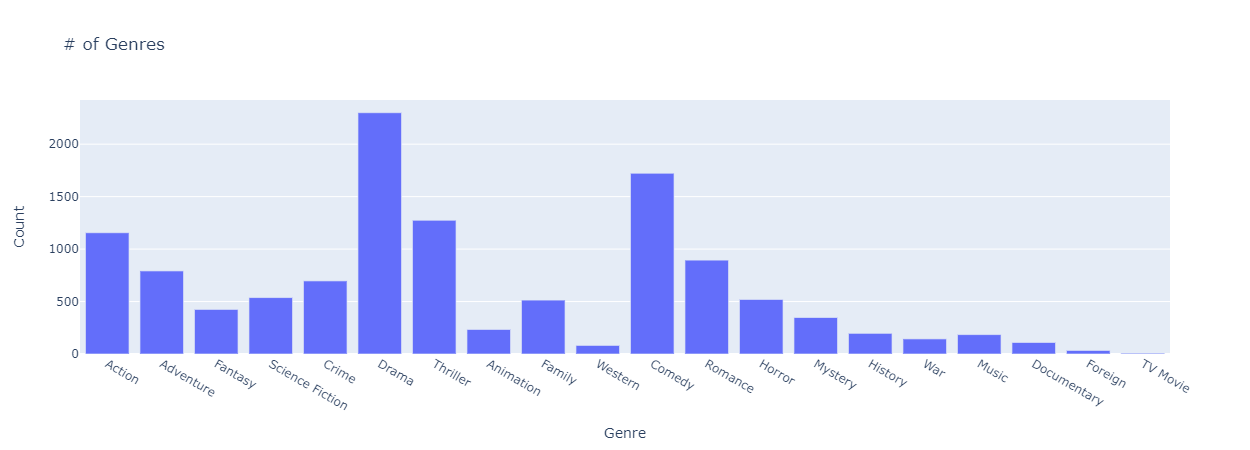 # of Genres
2000
1500
1000
500
0
Count
Action
Adventure
Fantasy
Science Fiction
Crime
Drama
Thriller
Animation
Family
Western
Comedy
Romance
Horror
Mystery
History
War
Music
Documentary
Foreign
TV Movie
Genre